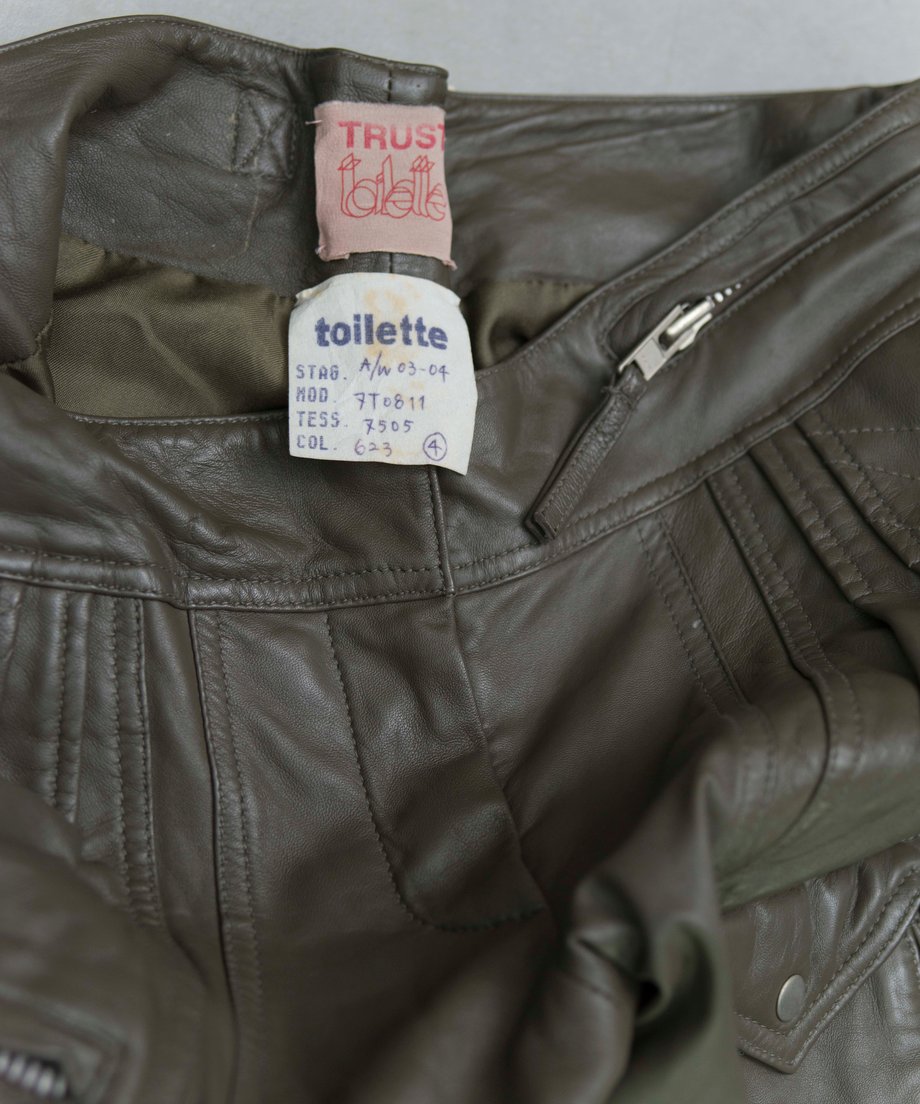 TRUST
toilette
toilette
STAG. A/W 03-04
MOD. 7T0811
TESS. 7505
COL. 623 4